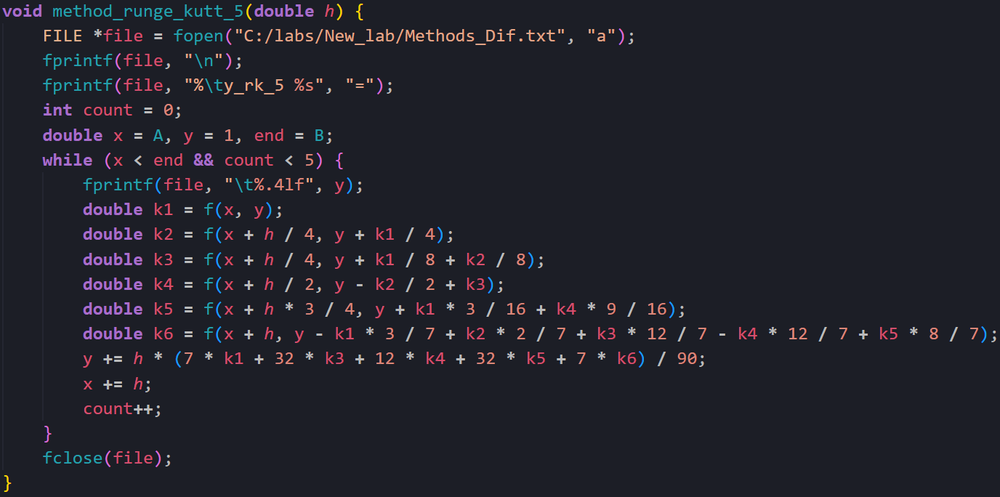 void method_runge_kutt_5(double h) {
    FILE *file = fopen("C:/labs/New_lab/Methods_Dif.txt", "a");
    fprintf(file, "\n");
    fprintf(file, "%\ty_rk_5 %s", "=");
    int count = 0;
    double x = A, y = 1, end = B;
    while (x < end && count < 5) {
        fprintf(file, "\t%.4lf", y);
        double k1 = f(x, y);
        double k2 = f(x + h / 4, y + k1 / 4);
        double k3 = f(x + h / 4, y + k1 / 8 + k2 / 8);
        double k4 = f(x + h / 2, y - k2 / 2 + k3);
        double k5 = f(x + h * 3 / 4, y + k1 * 3 / 16 + k4 * 9 / 16);
        double k6 = f(x + h, y - k1 * 3 / 7 + k2 * 2 / 7 + k3 * 12 / 7 - k4 * 12 / 7 + k5 * 8 / 7);
        y += h * (7 * k1 + 32 * k3 + 12 * k4 + 32 * k5 + 7 * k6) / 90;
        x += h;
        count++;
    }
    fclose(file);
}